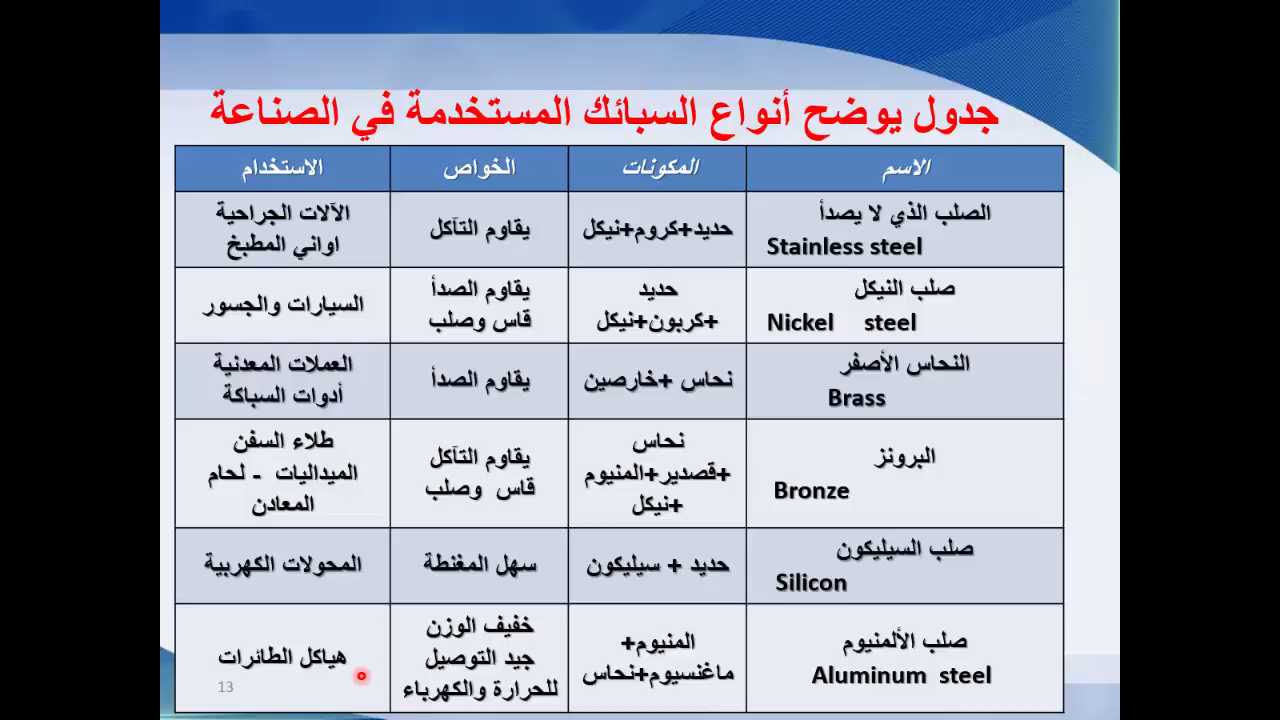 جدول يوضح أنواع السبائك المستخدمة في الصناعة
الاسم
المكونات
الخواص
الاستخدام
الصلب الذي لا يصدأ
Stainless steel
حديد+كروم+نيكل
يقاوم التآكل
الآلات الجراحية
اواني المطبخ
صلب النيكل
Nickel steel
حديد
+كربون+نيكل
يقاوم الصدأ
قاس وصلب
السيارات والجسور
النحاس الأصفر
Brass
نحاس +خارصين
يقاوم الصدأ
العملات المعدنية
أدوات السباكة
البرونز
Bronze
نحاس
+قصدير+المنيوم
+نيكل
يقاوم التآكل
قاس وصلب
طلاء السفن
الميداليات - لحام
المعادن
صلب السيليكون
Silicon
حديد + سيليكون
سهل المغنطة
المحولات الكهربية
صلب الألمنيوم
Aluminum steel
المنيوم+
ماغنسيوم+نحاس
خفيف الوزن
جيد التوصيل
للحرارة والكهرباء
هياكل الطائرات
13